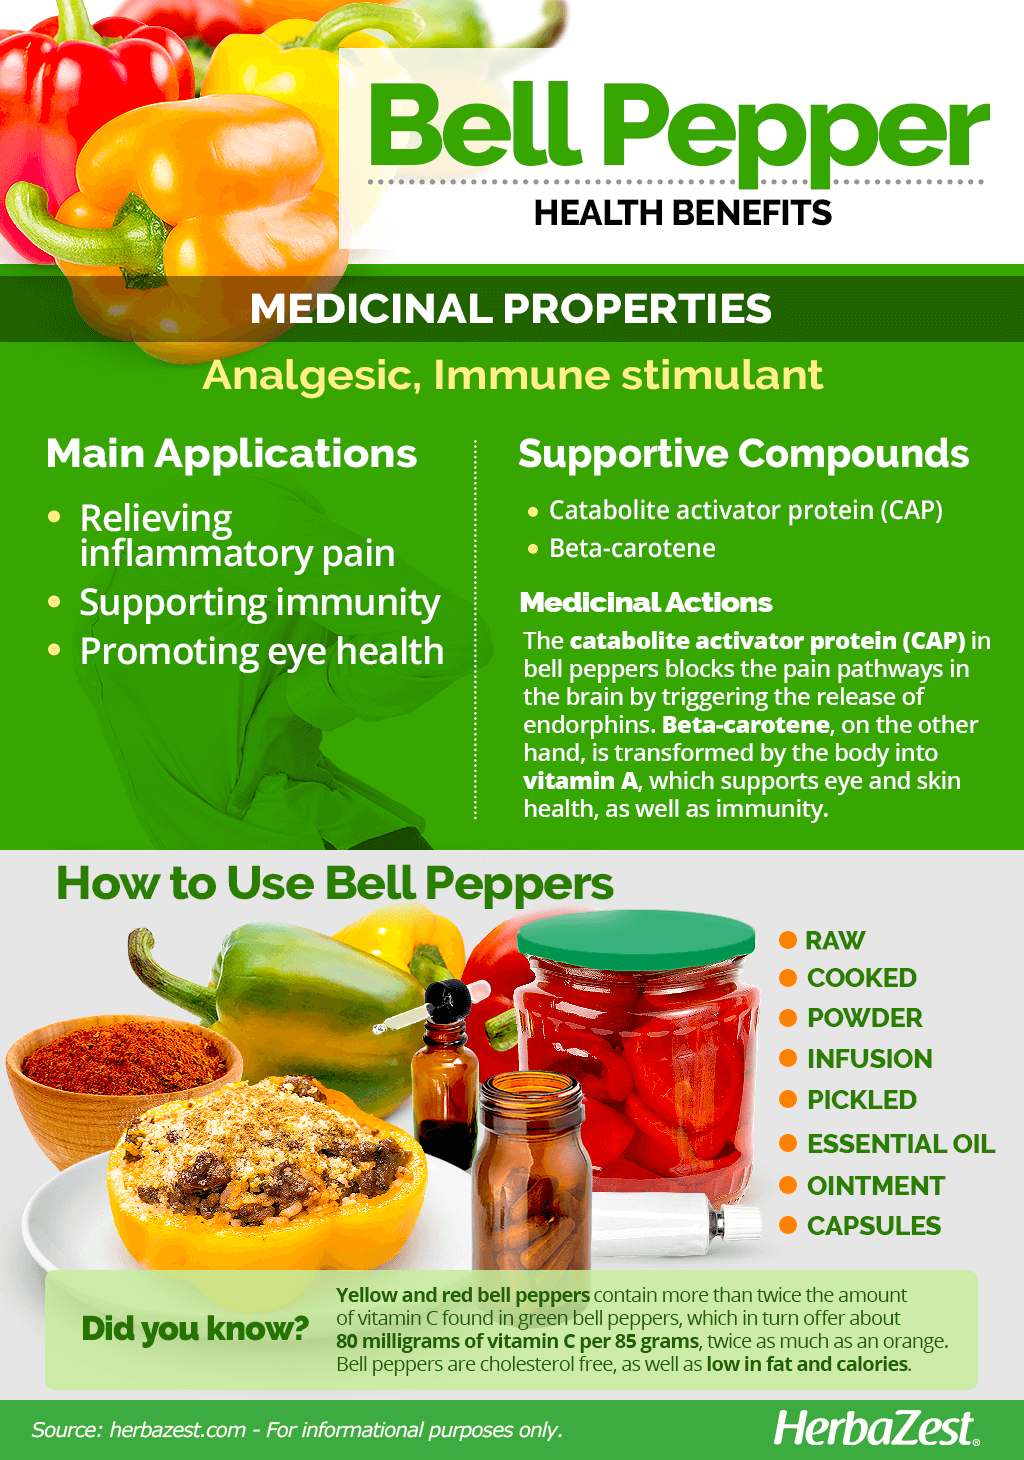 Bell Pepper
HEALTH BENEFITS
MEDICINAL PROPERTIES
Analgesic, Immune stimulant
Main Applications
• Relieving
inflammatory pain
• Supporting immunity
• Promoting eye health
Supportive Compounds
• Catabolite activator protein (CAP)
• Beta-carotene
Medicinal Actions
The catabolite activator protein (CAP) in
bell peppers blocks the pain pathways in
the brain by triggering the release of
endorphins. Beta-carotene, on the other
hand, is transformed by the body into
vitamin A, which supports eye and skin
health, as well as immunity.
How to Use Bell Peppers
• RAW
• COOKED
• POWDER
• INFUSION
• PICKLED
• ESSENTIAL OIL
• OINTMENT
• CAPSULES
Did you know?
Yellow and red bell peppers contain more than twice the amount
of vitamin C found in green bell peppers, which in turn offer about
80 milligrams of vitamin C per 85 grams, twice as much as an orange.
Bell peppers are cholesterol free, as well as low in fat and calories.
Source: herbazest.com - For informational purposes only.
HerbaZest®